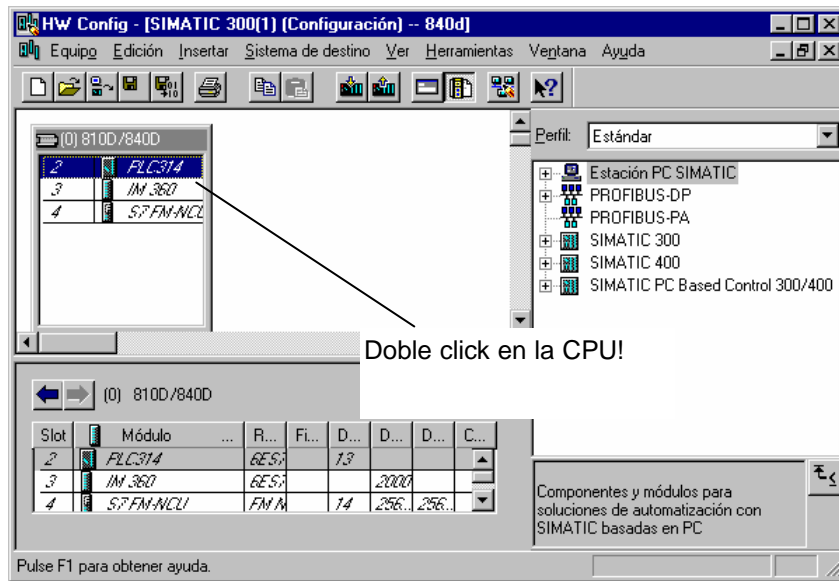 HW Config - [SIMATIC 300(1) (Configuración) -- 840d]
Equipo Edición Insertar Sistema de destino Ver Herramientas Ventana Ayuda
(0) 810D/840D
2 PLC314
3 IM 360
4 S7 FM-NCU
Perfil: Estándar
Estación PC SIMATIC
PROFIBUS-DP
PROFIBUS-PA
SIMATIC 300
SIMATIC 400
SIMATIC PC Based Control 300/400
Doble click en la CPU!
(0) 810D/840D
Slot Módulo ... R... Fi... D... D... D... C...
2 PLC314 6ES7 13
3 IM 360 6ES7 2000
4 S7 FM-NCU FM N 14 256... 256...
Componentes y módulos para
soluciones de automatización con
SIMATIC basadas en PC
Pulse F1 para obtener ayuda.